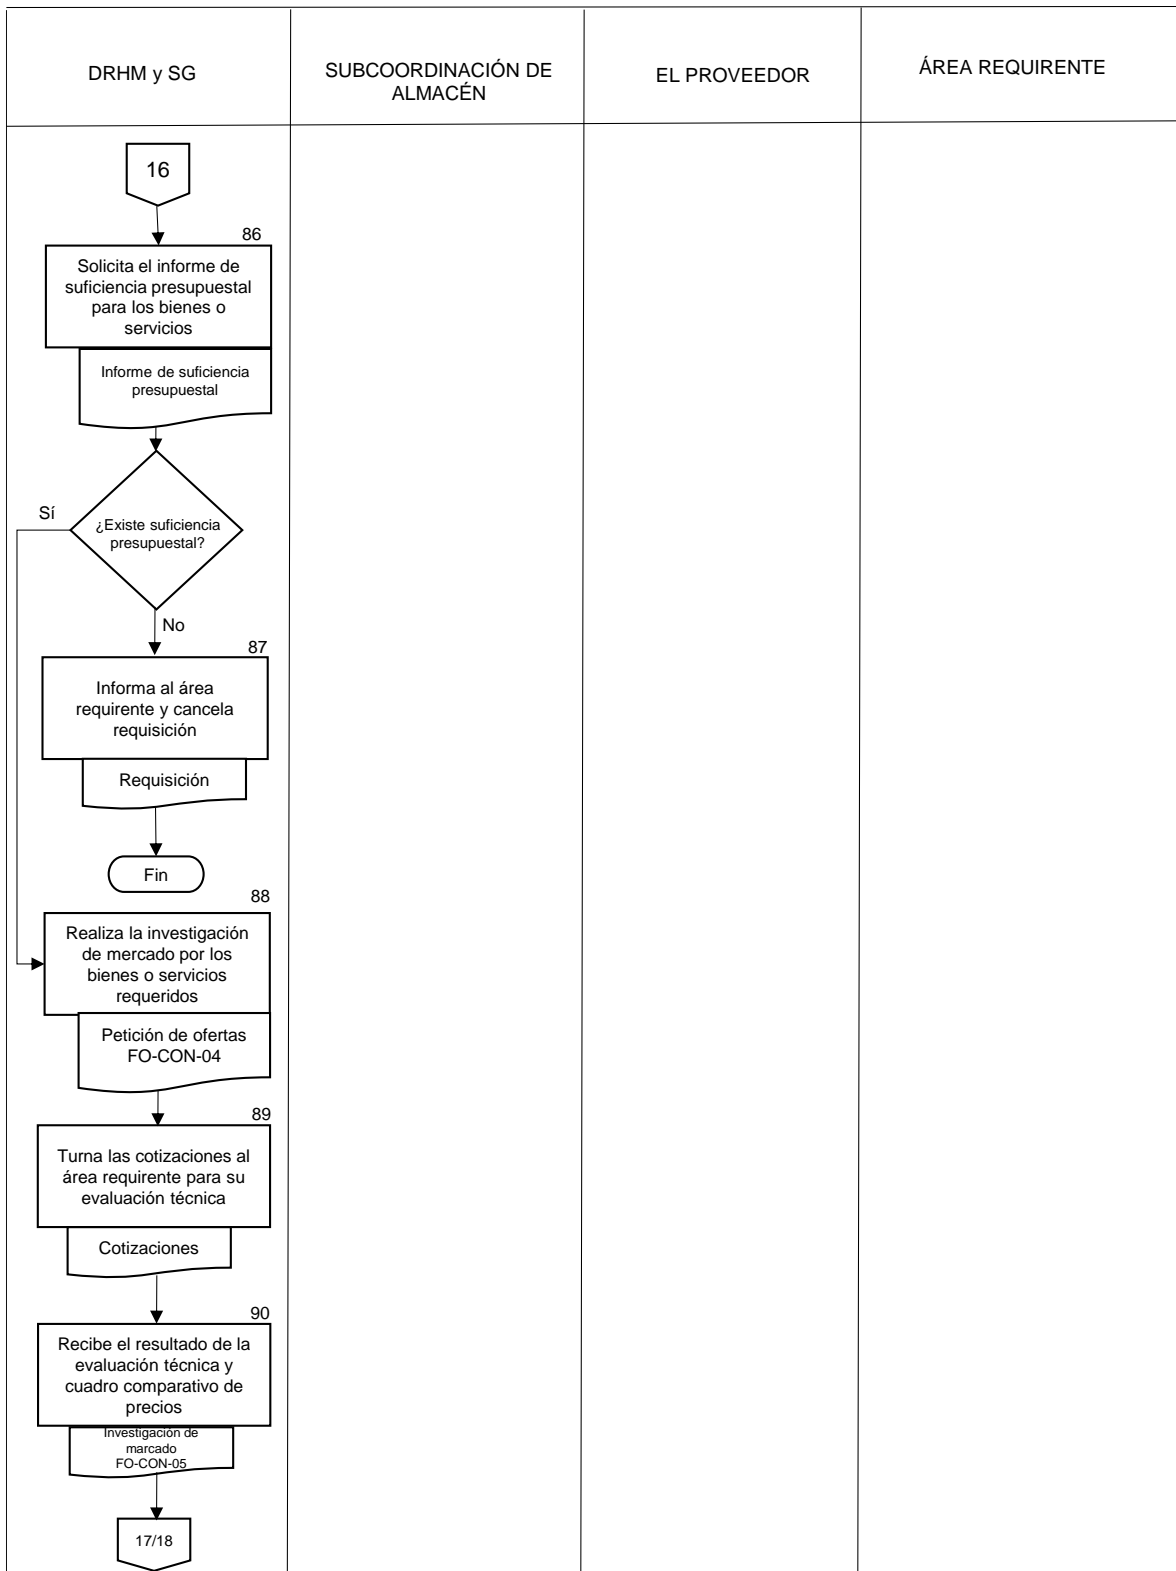 DRHM y SG
SUBCOORDINACIÓN DE
ALMACÉN
EL PROVEEDOR
ÁREA REQUIRENTE
16
86
Solicita el informe de
suficiencia presupuestal
para los bienes o
servicios
Informe de suficiencia
presupuestal
Sí
¿Existe suficiencia
presupuestal?
No
87
Informa al área
requirente y cancela
requisición
Requisición
Fin
88
Realiza la investigación
de mercado por los
bienes o servicios
requeridos
Petición de ofertas
FO-CON-04
89
Turna las cotizaciones al
área requirente para su
evaluación técnica
Cotizaciones
90
Recibe el resultado de la
evaluación técnica y
cuadro comparativo de
precios
Investigación de
marcado
FO-CON-05
17/18